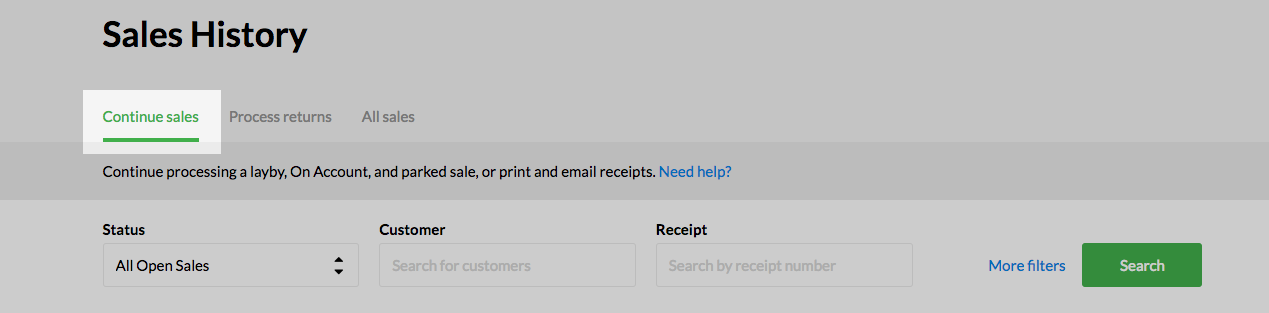 Sales History
Continue sales Process returns All sales
Continue processing a layby, On Account, and parked sale, or print and email receipts. Need help?
Status Customer Receipt
All Open Sales Search for customers Search by receipt number More filters Search